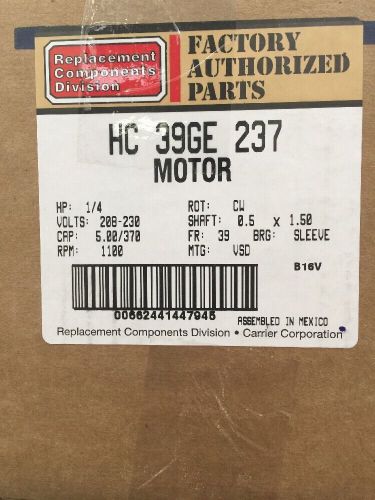 Replacement
Components
Division
FACTORY
AUTHORIZED
PARTS
HC 39GE 237
MOTOR
HP: 1/4 ROT: CW
VOLTS: 208-230 SHAFT: 0.5 X 1.50
CAP: 5.00/370 FR: 39 BRG: SLEEVE
RPM: 1100 MTG: VSD
B16V
00662441447945
ASSEMBLED IN MEXICO
Replacement Components Division • Carrier Corporation